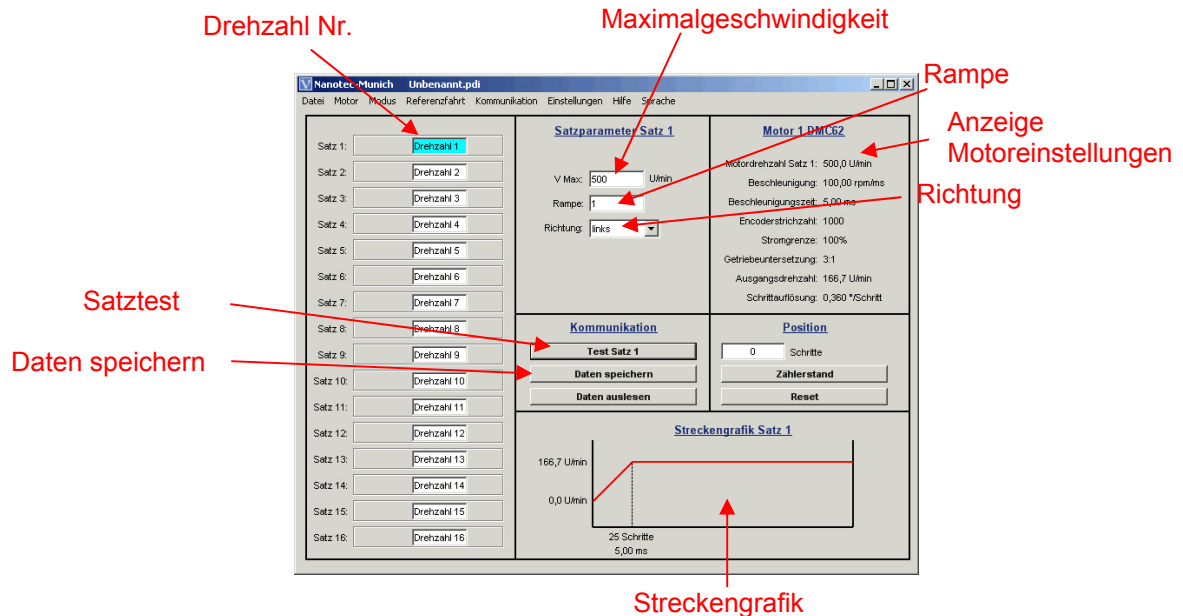 Drehzahl Nr.
Maximalgeschwindigkeit
Rampe
Anzeige
Motoreinstellungen
Richtung
Satztest
Daten speichern
Streckengrafik
Nanotec-Munich Unbenannt.pdi
Datei Motor Modus Referenzfahrt Kommunikation Einstellungen Hilfe Sprache
Satz 1: Drehzahl 1
Satz 2: Drehzahl 2
Satz 3: Drehzahl 3
Satz 4: Drehzahl 4
Satz 5: Drehzahl 5
Satz 6: Drehzahl 6
Satz 7: Drehzahl 7
Satz 8: Drehzahl 8
Satz 9: Drehzahl 9
Satz 10: Drehzahl 10
Satz 11: Drehzahl 11
Satz 12: Drehzahl 12
Satz 13: Drehzahl 13
Satz 14: Drehzahl 14
Satz 15: Drehzahl 15
Satz 16: Drehzahl 16
Satzparameter Satz 1
V Max: 500 U/min
Rampe: 1
Richtung: links
Motor 1 DMC62
Motordrehzahl Satz 1: 500,0 U/min
Beschleunigung: 100,00 rpm/ms
Beschleunigungszeit: 5,00 ms
Encoderstrichzahl: 1000
Stromgrenze: 100%
Getriebeuntersetzung: 3:1
Ausgangsdrehzahl: 166,7 U/min
Schrittauflösung: 0,360 °/Schritt
Kommunikation
Test Satz 1
Daten speichern
Daten auslesen
Position
0 Schritte
Zählerstand
Reset
Streckengrafik Satz 1
166,7 U/min
0,0 U/min
25 Schritte
5,00 ms